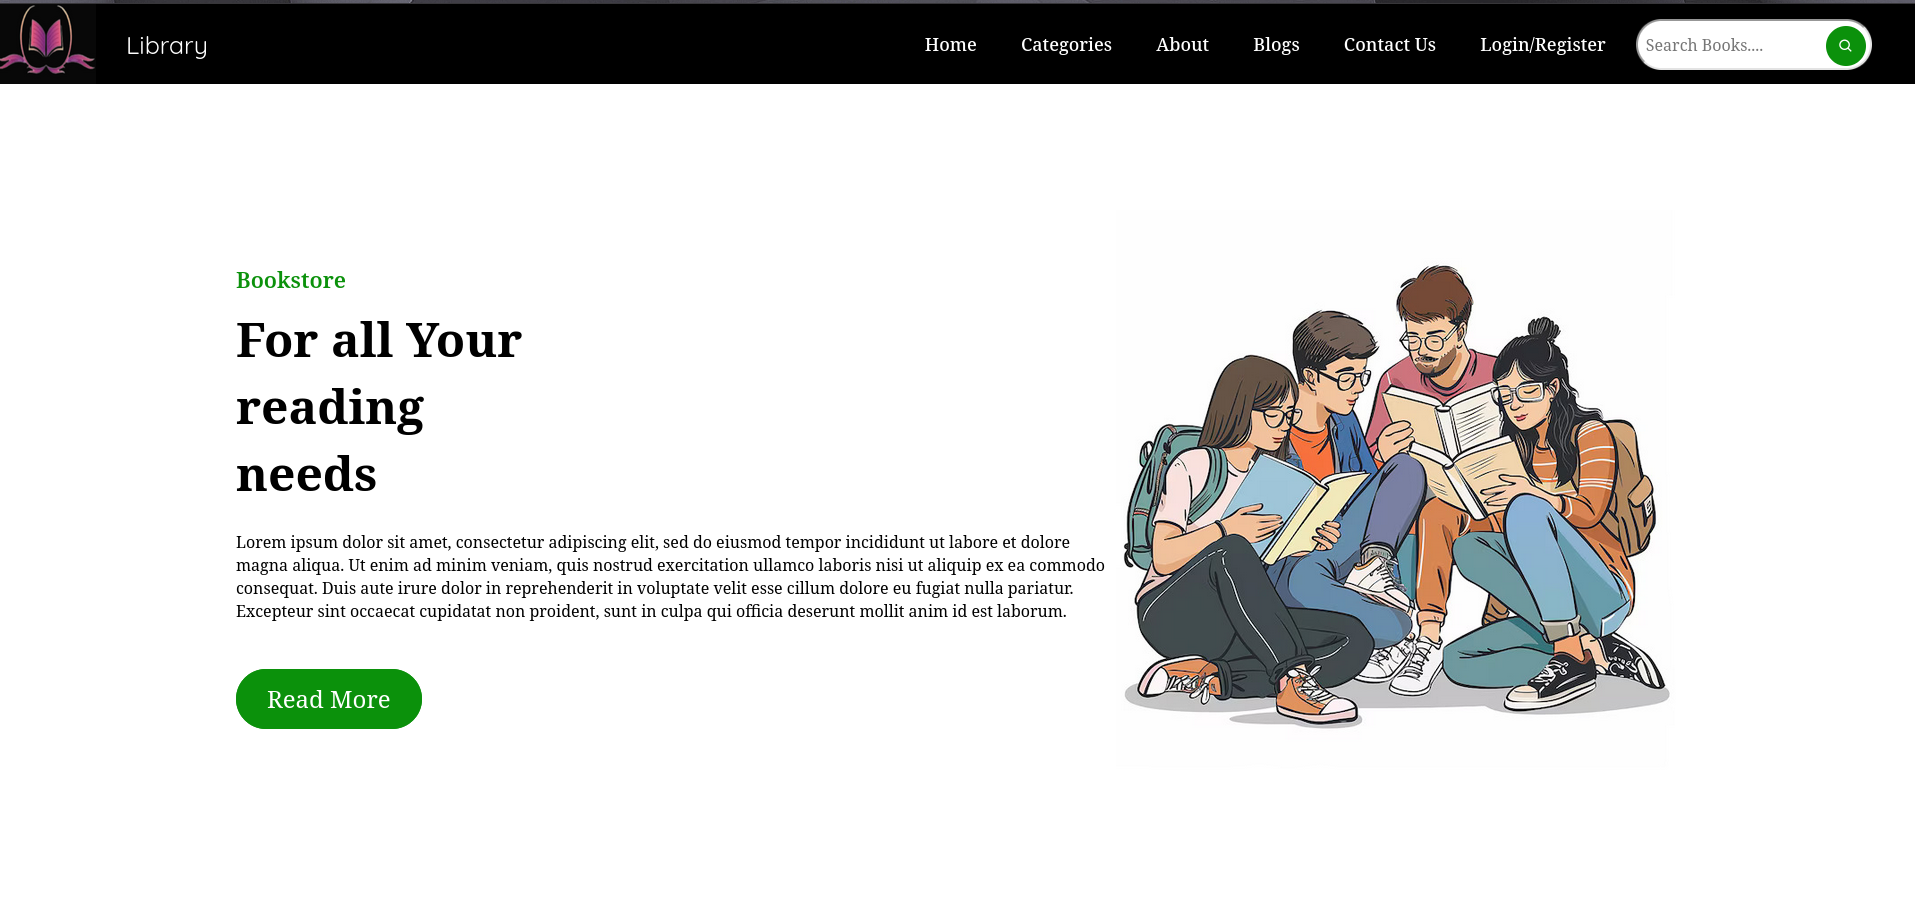 Library
Home
Categories
About
Blogs
Contact Us
Login/Register
Search Books....
Bookstore
For all Your
reading
needs
Lorem ipsum dolor sit amet, consectetur adipiscing elit, sed do eiusmod tempor incididunt ut labore et dolore
magna aliqua. Ut enim ad minim veniam, quis nostrud exercitation ullamco laboris nisi ut aliquip ex ea commodo
consequat. Duis aute irure dolor in reprehenderit in voluptate velit esse cillum dolore eu fugiat nulla pariatur.
Excepteur sint occaecat cupidatat non proident, sunt in culpa qui officia deserunt mollit anim id est laborum.
Read More